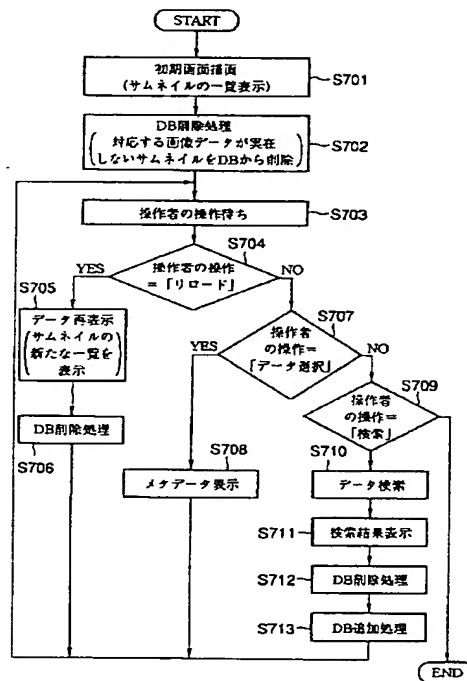 START
初期画面描画
(サムネイルの一覧表示)
S701
DB削除処理
(対応する画像データが実在
しないサムネイルをDBから削除)
S702
操作者の操作待ち
S703
S704
操作者の操作
=「リロード」
YES
NO
S705
データ再表示
(サムネイルの
新たな一覧を
表示)
DB削除処理
S706
S707
操作者
の操作=
「データ選択」
YES
NO
S708
メタデータ表示
S709
操作者
の操作=
「検索」
S710
データ検索
S711
検索結果表示
S712
DB削除処理
S713
DB追加処理
END